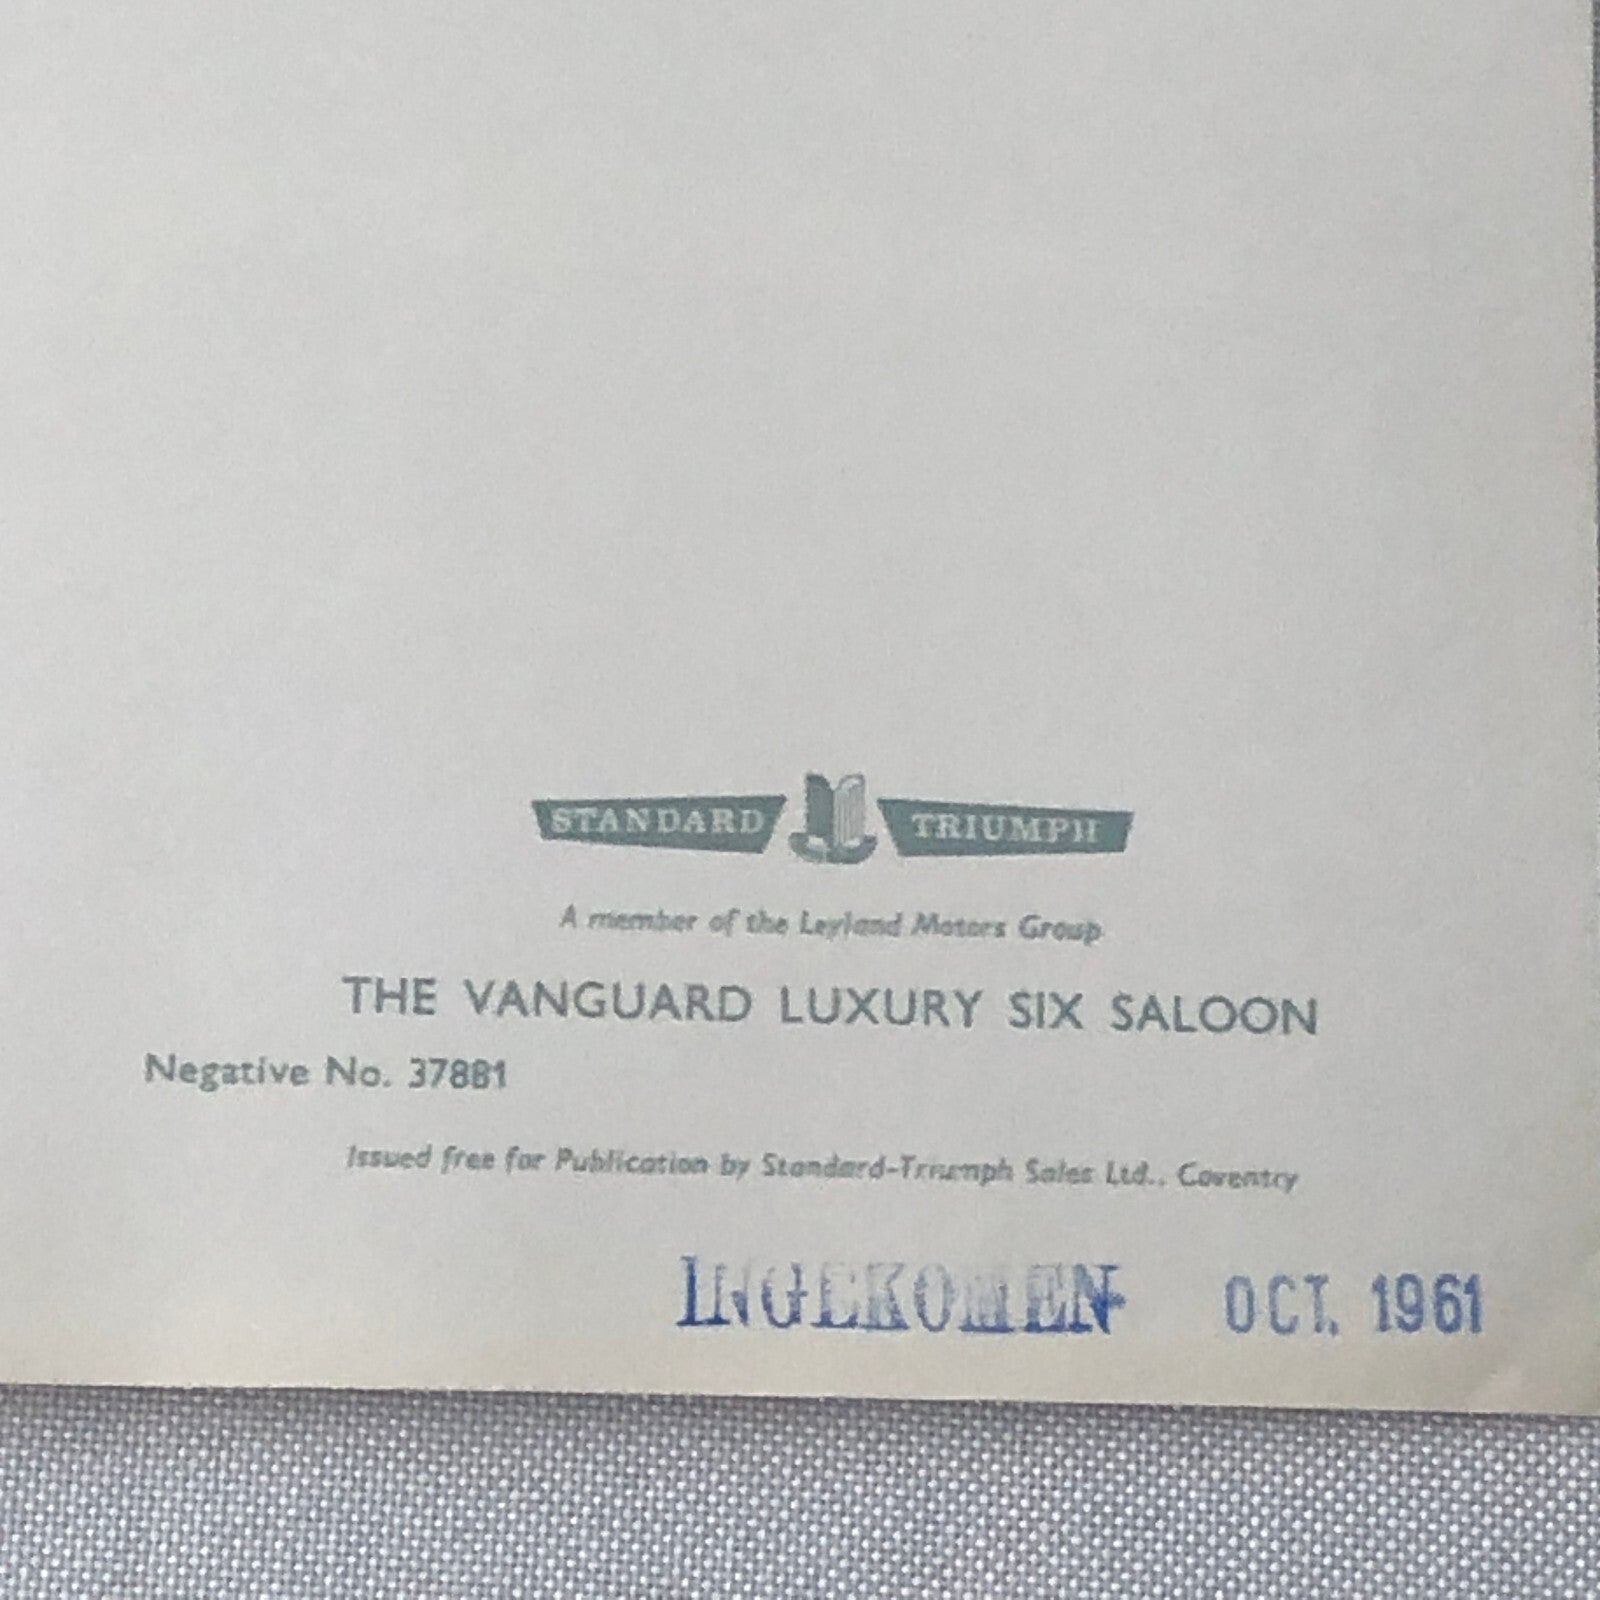 STANDARD TRIUMPH
A member of the Leyland Motors Group
THE VANGUARD LUXURY SIX SALOON
Negative No. 37881
Issued free for Publication by Standard-Triumph Sales Ltd., Coventry
INGEKOMEN OCT. 1961